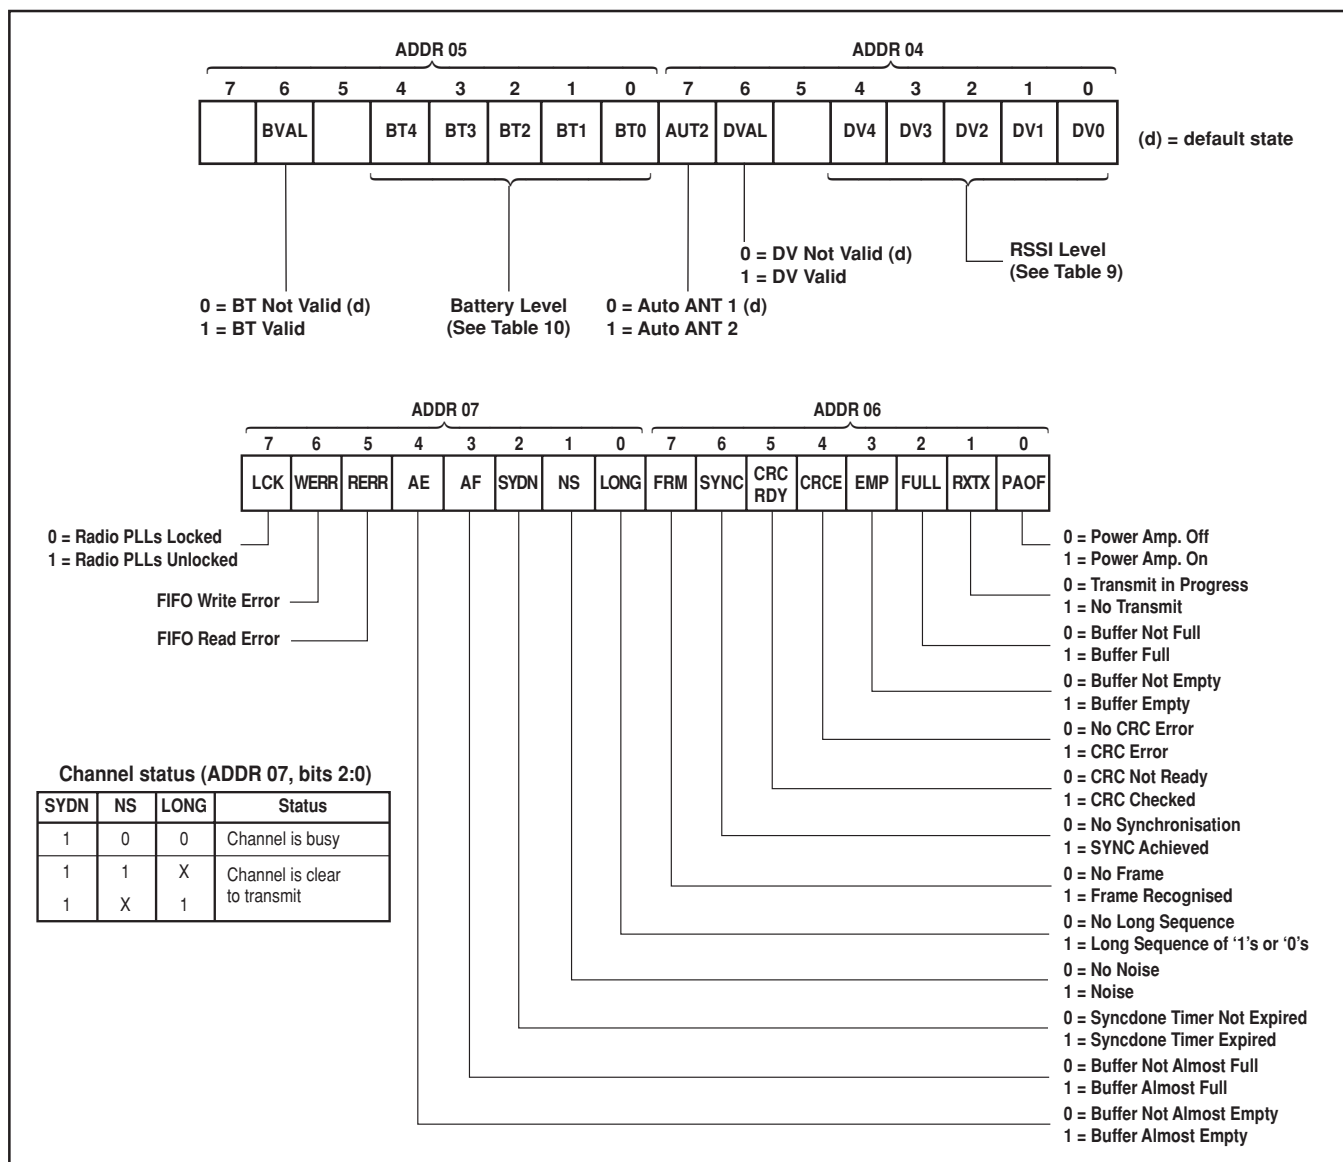 ADDR 05 ADDR 04
7 6 5 4 3 2 1 0 7 6 5 4 3 2 1 0
BVAL BT4 BT3 BT2 BT1 BT0 AUT2 DVAL DV4 DV3 DV2 DV1 DV0
(d) = default state
0 = DV Not Valid (d)
1 = DV Valid
RSSI Level
(See Table 9)
0 = BT Not Valid (d)
1 = BT Valid
Battery Level
(See Table 10)
0 = Auto ANT 1 (d)
1 = Auto ANT 2
ADDR 07 ADDR 06
7 6 5 4 3 2 1 0 7 6 5 4 3 2 1 0
LCK WERR RERR AE AF SYDN NS LONG FRM SYNC CRC RDY CRCE EMP FULL RXTX PAOF
0 = Radio PLLs Locked
1 = Radio PLLs Unlocked
FIFO Write Error
FIFO Read Error
0 = Power Amp. Off
1 = Power Amp. On
0 = Transmit in Progress
1 = No Transmit
0 = Buffer Not Full
1 = Buffer Full
0 = Buffer Not Empty
1 = Buffer Empty
0 = No CRC Error
1 = CRC Error
0 = CRC Not Ready
1 = CRC Checked
0 = No Synchronisation
1 = SYNC Achieved
0 = No Frame
1 = Frame Recognised
0 = No Long Sequence
1 = Long Sequence of ‘1’s or ‘0’s
0 = No Noise
1 = Noise
0 = Syncdone Timer Not Expired
1 = Syncdone Timer Expired
0 = Buffer Not Almost Full
1 = Buffer Almost Full
0 = Buffer Not Almost Empty
1 = Buffer Almost Empty
Channel status (ADDR 07, bits 2:0)
SYDN NS LONG Status
1 0 0 Channel is busy
1 1 X Channel is clear
1 X 1 to transmit